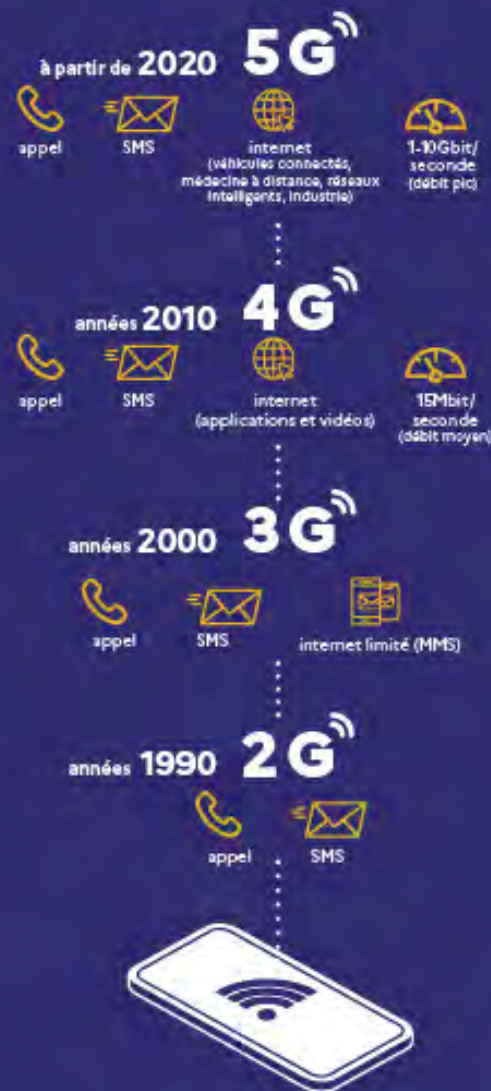 à partir de 2020 5G
appel
SMS
internet
(véhicules connectés,
médecine à distance, réseaux
intelligents, industrie)
1-10Gbit/
seconde
(débit pic)
années 2010 4G
appel
SMS
internet
(applications et vidéos)
15Mbit/
seconde
(débit moyen)
années 2000 3G
appel
SMS
internet limité (MMS)
années 1990 2G
appel
SMS